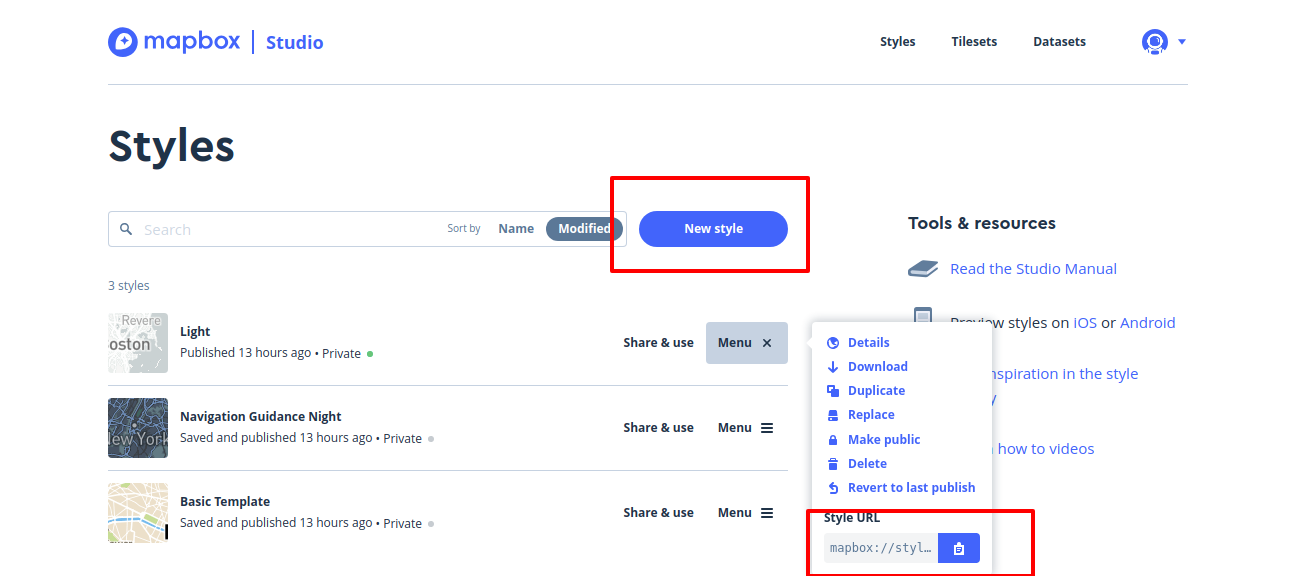 mapbox | Studio
Styles Tilesets Datasets
Styles
Search Sort by Name Modified New style
3 styles
Light
Published 13 hours ago • Private
Share & use Menu ×
Navigation Guidance Night
Saved and published 13 hours ago • Private
Share & use Menu
Basic Template
Saved and published 13 hours ago • Private
Share & use Menu
Revere
oston
New York
Details
Download
Duplicate
Replace
Make public
Delete
Revert to last publish
Style URL
mapbox://styl...
Tools & resources
Read the Studio Manual
Preview styles on iOS or Android
nspiration in the style
y
how to videos